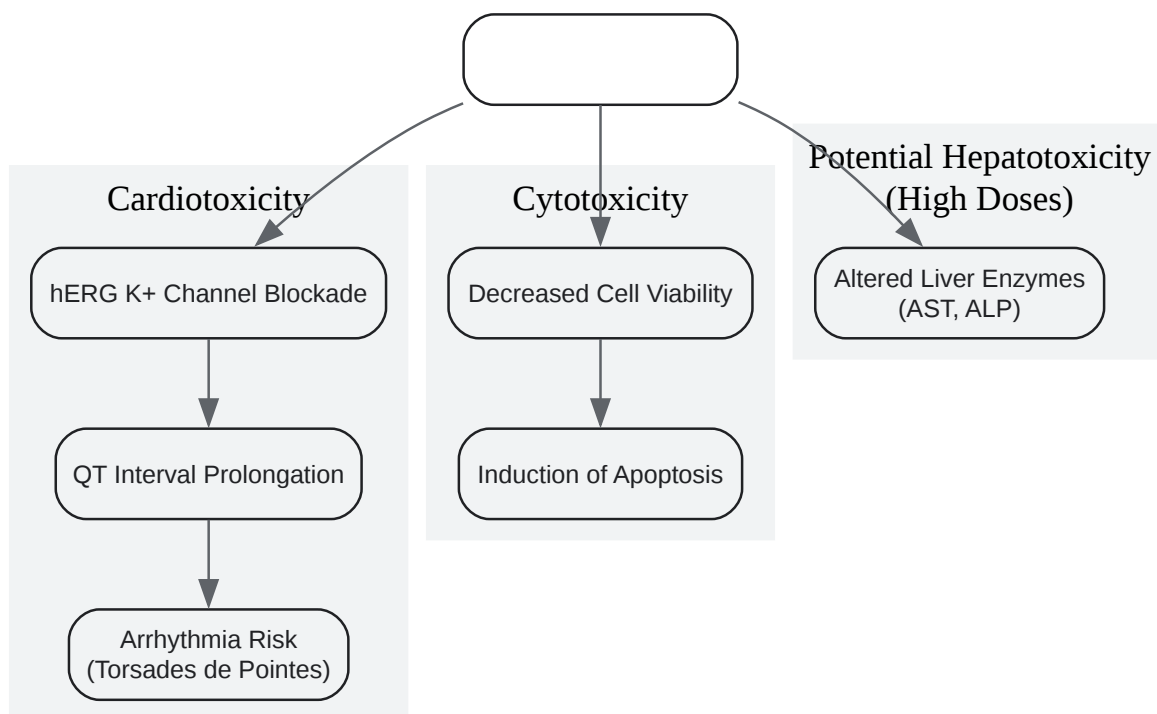 Cardiotoxicity
hERG K+ Channel Blockade
QT Interval Prolongation
Arrhythmia Risk
(Torsades de Pointes)
Cytotoxicity
Decreased Cell Viability
Induction of Apoptosis
Potential Hepatotoxicity
(High Doses)
Altered Liver Enzymes
(AST, ALP)